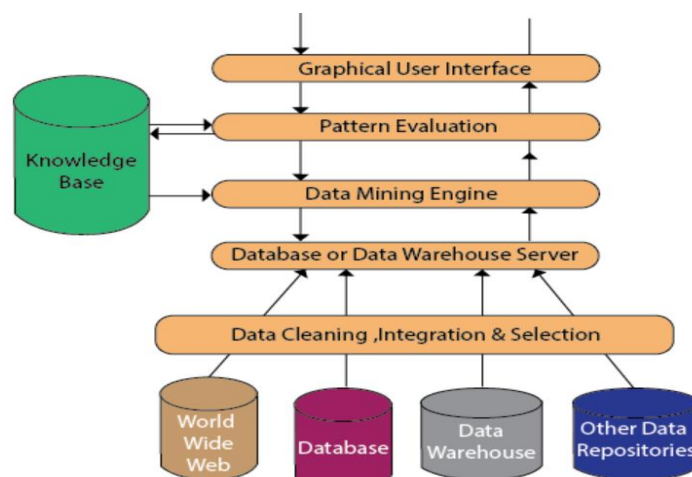 Graphical User Interface
Pattern Evaluation
Knowledge
Base
Data Mining Engine
Database or Data Warehouse Server
Data Cleaning ,Integration & Selection
World
Wide
Web
Database
Data
Warehouse
Other Data
Repositories